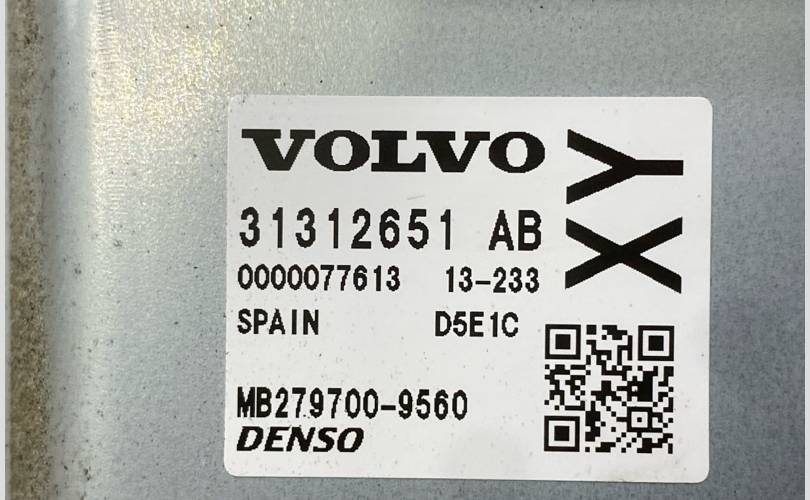 VOLVO
XY
31312651 AB
0000077613 13-233
SPAIN D5E1C
MB279700-9560
DENSO